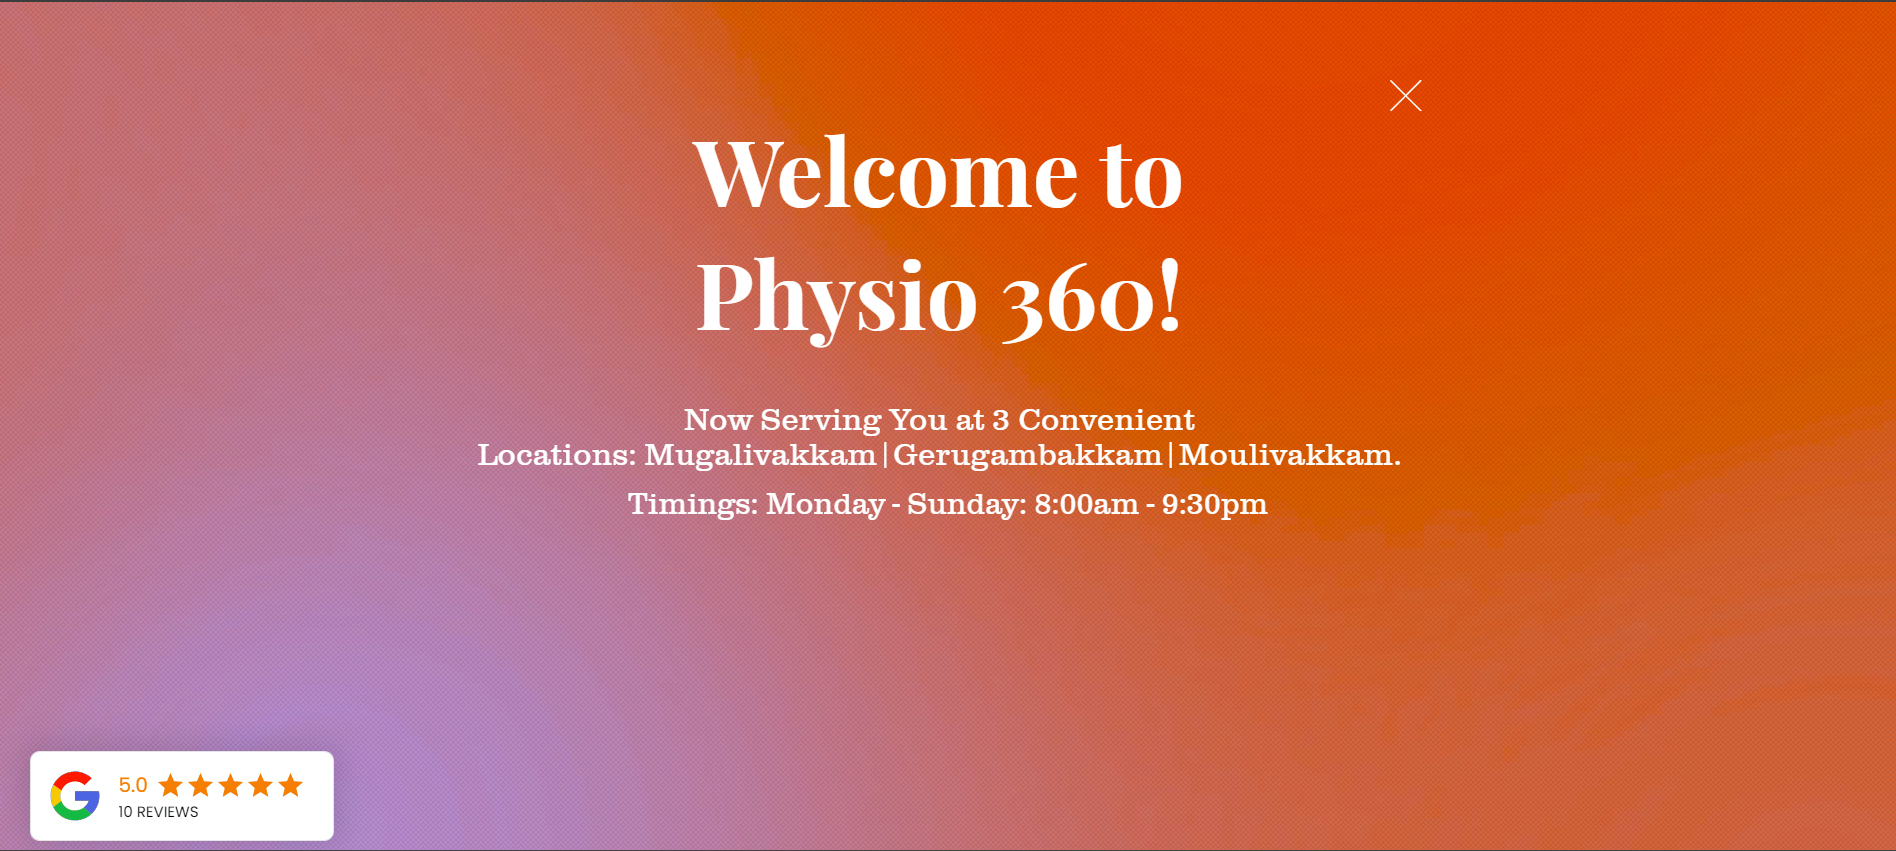 Welcome to
Physio 360!
Now Serving You at 3 Convenient
Locations: Mugalivakkam|Gerugambakkam|Moulivakkam.
Timings: Monday - Sunday: 8:00am - 9:30pm
5.0
10 REVIEWS